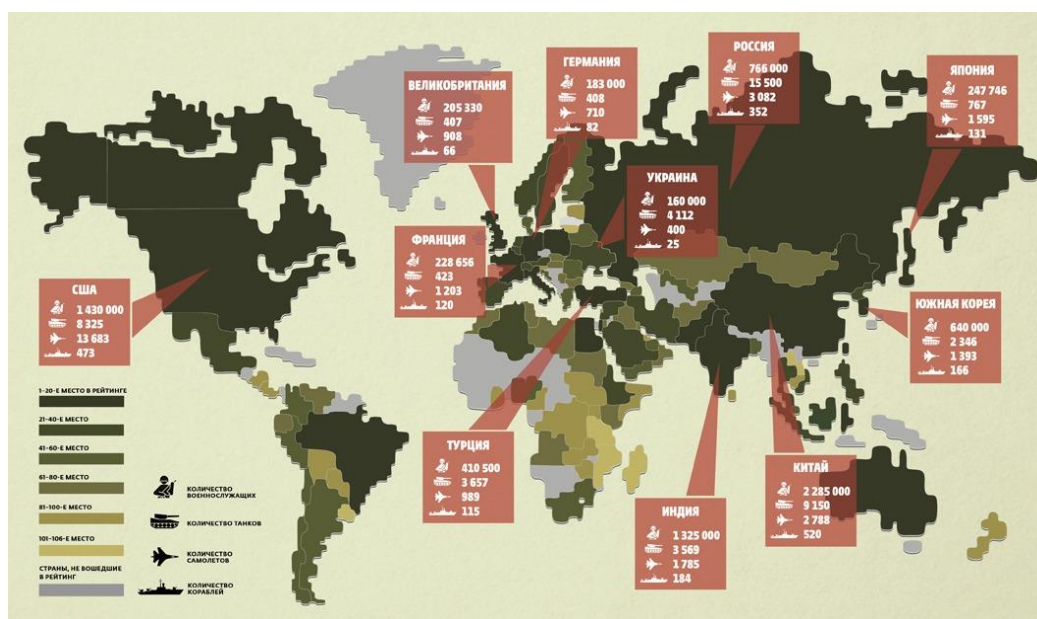 РОССИЯ
766 000
15 500
3 082
352
ГЕРМАНИЯ
183 000
408
710
82
ЯПОНИЯ
247 746
767
1 595
131
ВЕЛИКОБРИТАНИЯ
205 330
407
908
66
УКРАИНА
160 000
4 112
400
25
ФРАНЦИЯ
228 656
423
1 203
120
США
1 430 000
8 325
13 683
473
ЮЖНАЯ КОРЕЯ
640 000
2 346
1 393
166
ТУРЦИЯ
410 500
3 657
989
115
КИТАЙ
2 285 000
9 150
2 788
520
ИНДИЯ
1 325 000
3 569
1 785
184
1-20-Е МЕСТО В РЕЙТИНГЕ
21-40-Е МЕСТО
41-60-Е МЕСТО
61-80-Е МЕСТО
81-100-Е МЕСТО
101-106-Е МЕСТО
СТРАНЫ, НЕ ВОШЕДШИЕ
В РЕЙТИНГ
КОЛИЧЕСТВО
ВОЕННОСЛУЖАЩИХ
КОЛИЧЕСТВО ТАНКОВ
КОЛИЧЕСТВО
САМОЛЕТОВ
КОЛИЧЕСТВО
КОРАБЛЕЙ